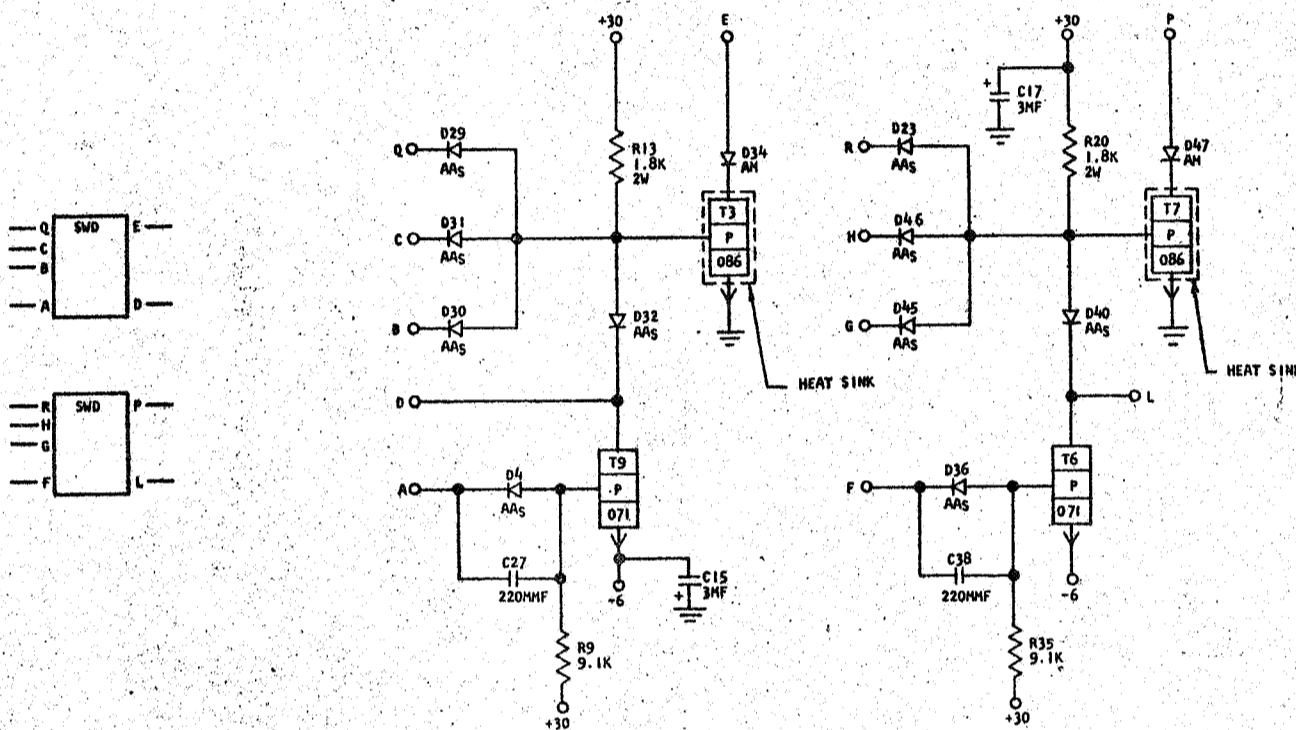 +30
E
+30
P
C17
3MF
D29
Q
AAS
R13
1.8K
2W
D34
AM
D23
R
AAS
R20
1.8K
2W
D47
AM
Q
SWD
E
C
B
A
D
D31
C
AAS
T3
P
086
D46
H
AAS
T7
P
086
D30
B
AAS
D32
AAS
D45
G
AAS
D40
AAS
HEAT SINK
HEAT SINK
R
SWD
P
H
G
F
L
D
L
D4
A
AAS
T9
P
071
D36
F
AAS
T6
P
071
C27
220MMF
-6
C15
3MF
+
C38
220MMF
-6
R9
9.1K
R35
9.1K
+30
+30